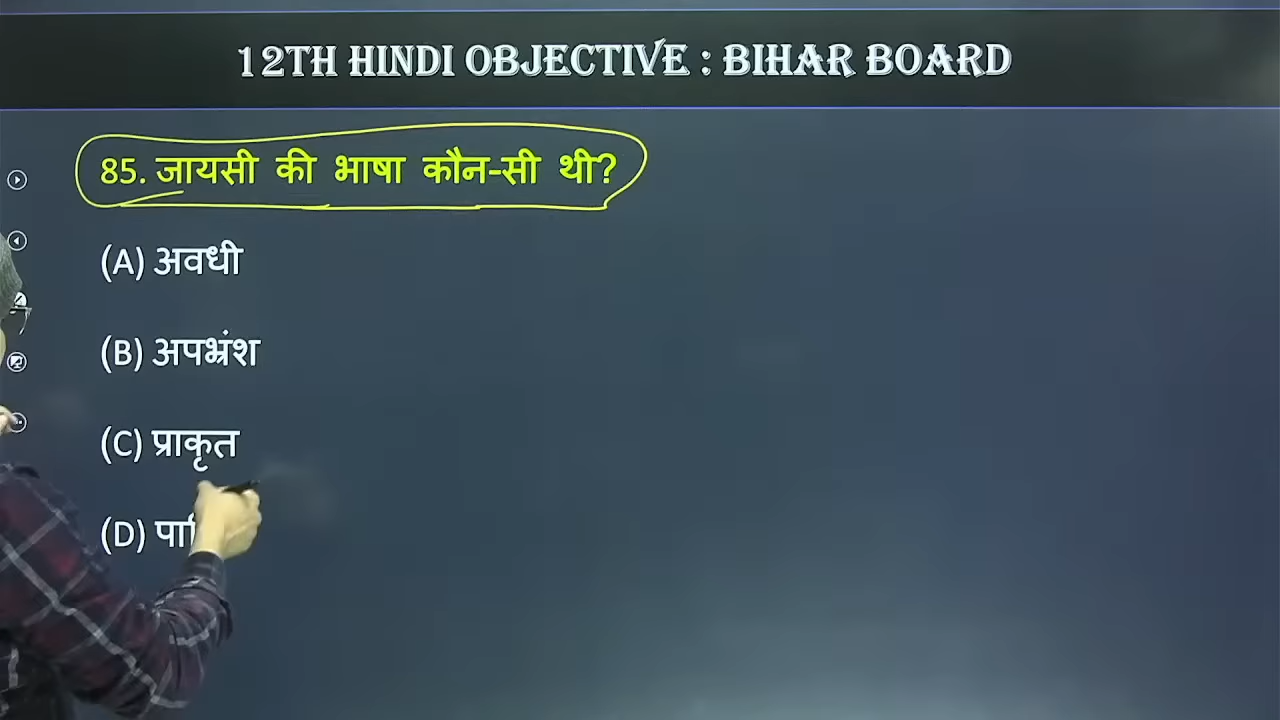 12TH HINDI OBJECTIVE : BIHAR BOARD
85. जायसी की भाषा कौन-सी थी?
(A) अवधी
(B) अपभ्रंश
(C) प्राकृत
(D)